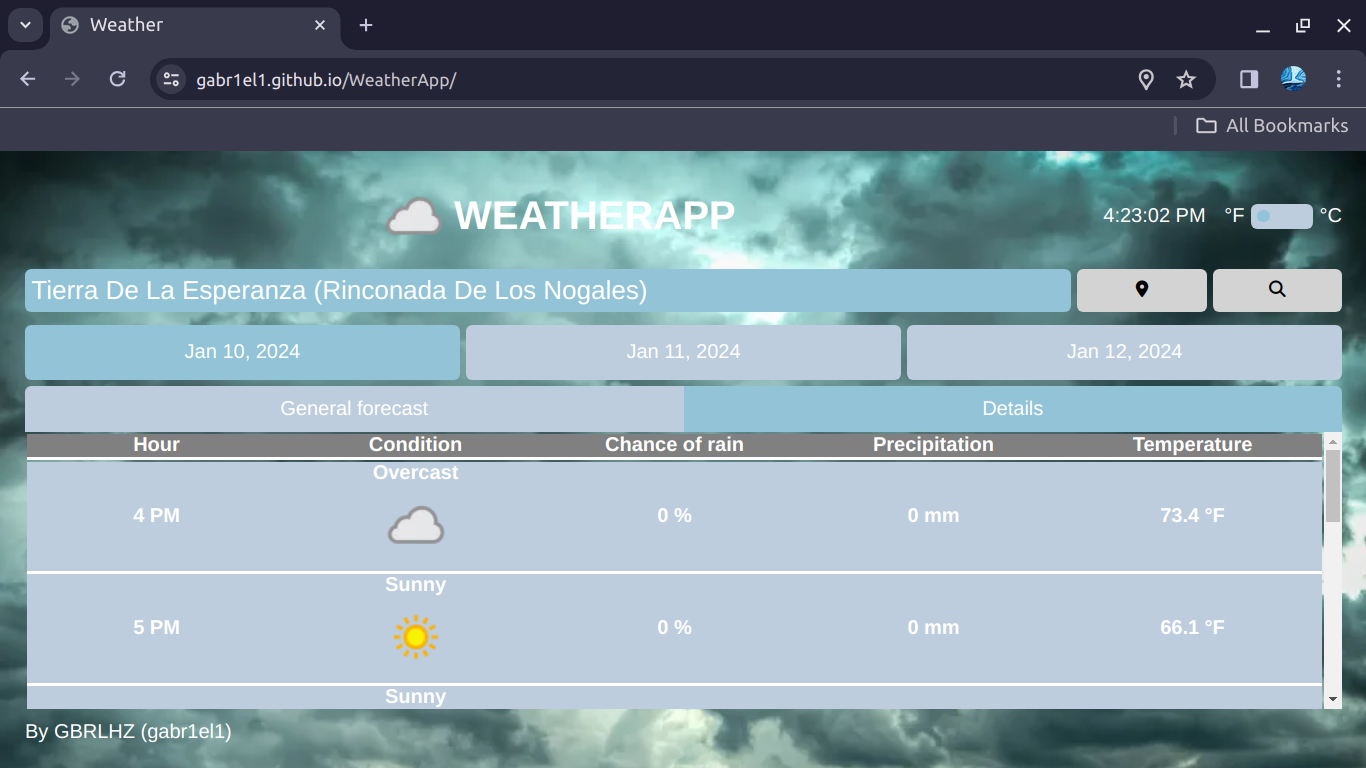 Weather
gabr1el1.github.io/WeatherApp/
All Bookmarks
WEATHERAPP
4:23:02 PM °F °C
Tierra De La Esperanza (Rinconada De Los Nogales)
Jan 10, 2024 Jan 11, 2024 Jan 12, 2024
General forecast Details
Hour Condition Chance of rain Precipitation Temperature
Overcast
4 PM 0 % 0 mm 73.4 °F
Sunny
5 PM 0 % 0 mm 66.1 °F
Sunny
By GBRLHZ (gabr1el1)